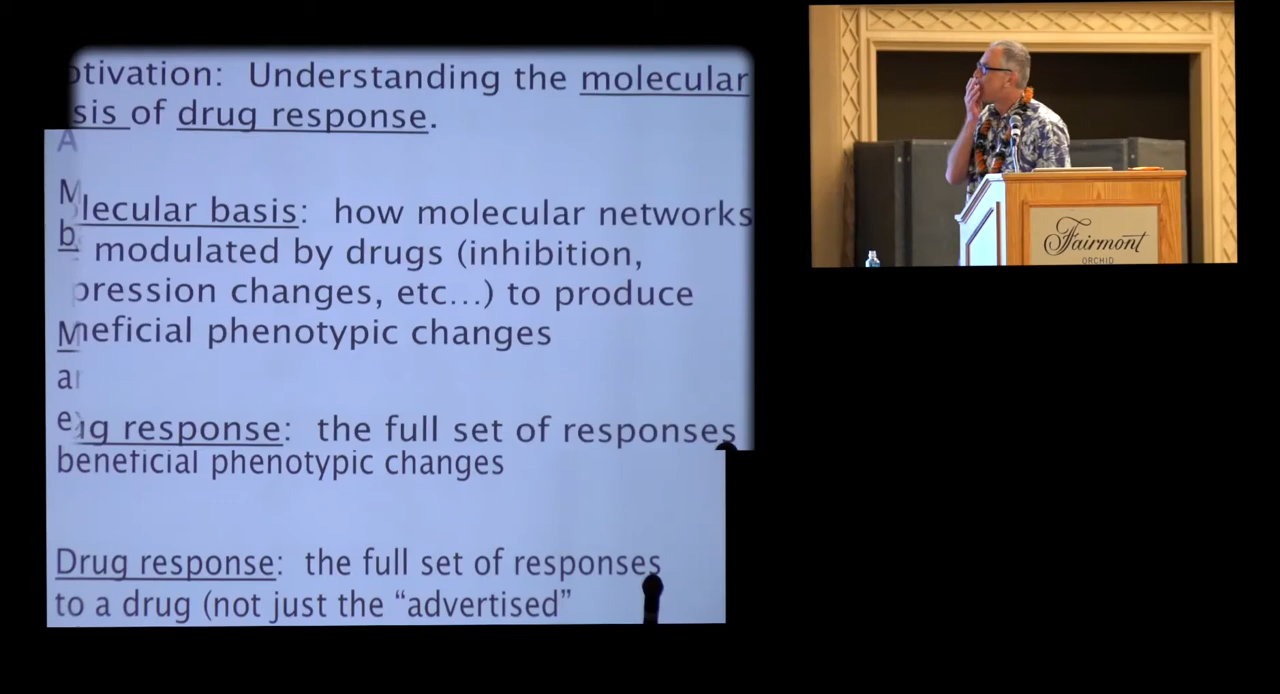 otivation: Understanding the molecular
sis of drug response.
A
M
lecular basis: how molecular networks
b
modulated by drugs (inhibition,
pression changes, etc...) to produce
M
neficial phenotypic changes
ar
e
ug response: the full set of responses
beneficial phenotypic changes
Drug response: the full set of responses
to a drug (not just the “advertised”
Fairmont
ORCHID